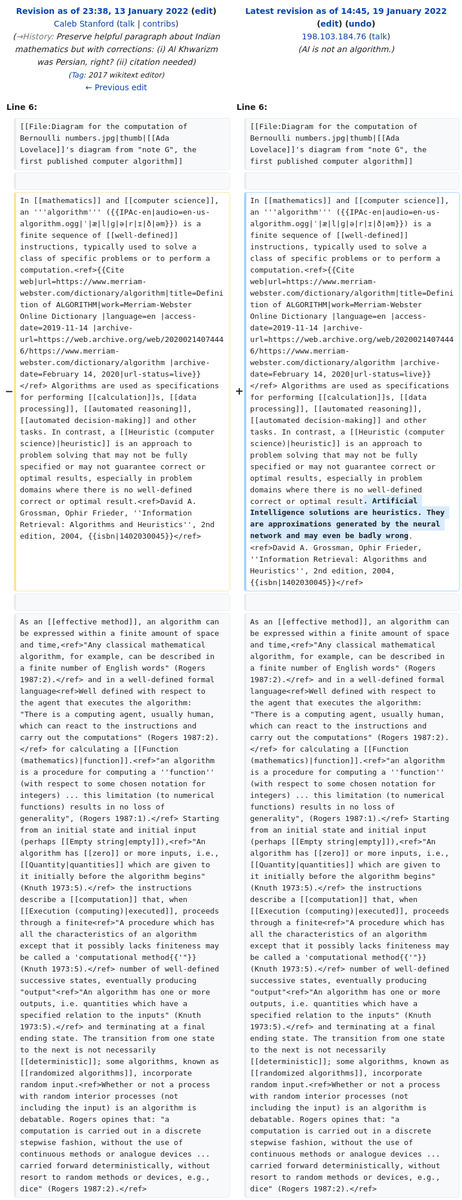 Revision as of 23:38, 13 January 2022 (edit)
Caleb Stanford (talk | contribs)
(→History: Preserve helpful paragraph about Indian
mathematics but with corrections: (i) Al Khwarizm
was Persian, right? (ii) citation needed)
(Tag: 2017 wikitext editor)
← Previous edit
Latest revision as of 14:45, 19 January 2022
(edit) (undo)
198.103.184.76 (talk)
(AI is not an algorithm.)
Line 6:
Line 6:
[[File:Diagram for the computation of
Bernoulli numbers.jpg|thumb|[[Ada
Lovelace]]'s diagram from "note G", the
first published computer algorithm]]
[[File:Diagram for the computation of
Bernoulli numbers.jpg|thumb|[[Ada
Lovelace]]'s diagram from "note G", the
first published computer algorithm]]
−
In [[mathematics]] and [[computer science]],
an '''algorithm''' ({{IPAc-en|audio=en-us-
algorithm.ogg|ˈ|æ|l|g|ə|r|ɪ|ð|əm}}) is a
finite sequence of [[well-defined]]
instructions, typically used to solve a
class of specific problems or to perform a
computation.<ref>{{Cite
web|url=https://www.merriam-
webster.com/dictionary/algorithm|title=Defini
tion of ALGORITHM|work=Merriam-Webster
Online Dictionary |language=en |access-
date=2019-11-14 |archive-
url=https://web.archive.org/web/2020021407444
6/https://www.merriam-
webster.com/dictionary/algorithm |archive-
date=February 14, 2020|url-status=live}}
</ref> Algorithms are used as specifications
for performing [[calculation]]s, [[data
processing]], [[automated reasoning]],
[[automated decision-making]] and other
tasks. In contrast, a [[Heuristic (computer
science)|heuristic]] is an approach to
problem solving that may not be fully
specified or may not guarantee correct or
optimal results, especially in problem
domains where there is no well-defined
correct or optimal result.<ref>David A.
Grossman, Ophir Frieder, ''Information
Retrieval: Algorithms and Heuristics'', 2nd
edition, 2004, {{isbn|1402030045}}</ref>
+
In [[mathematics]] and [[computer science]],
an '''algorithm''' ({{IPAc-en|audio=en-us-
algorithm.ogg|ˈ|æ|l|g|ə|r|ɪ|ð|əm}}) is a
finite sequence of [[well-defined]]
instructions, typically used to solve a
class of specific problems or to perform a
computation.<ref>{{Cite
web|url=https://www.merriam-
webster.com/dictionary/algorithm|title=Defini
tion of ALGORITHM|work=Merriam-Webster
Online Dictionary |language=en |access-
date=2019-11-14 |archive-
url=https://web.archive.org/web/2020021407444
6/https://www.merriam-
webster.com/dictionary/algorithm |archive-
date=February 14, 2020|url-status=live}}
</ref> Algorithms are used as specifications
for performing [[calculation]]s, [[data
processing]], [[automated reasoning]],
[[automated decision-making]] and other
tasks. In contrast, a [[Heuristic (computer
science)|heuristic]] is an approach to
problem solving that may not be fully
specified or may not guarantee correct or
optimal results, especially in problem
domains where there is no well-defined
correct or optimal result. Artificial
Intelligence solutions are heuristics. They
are approximations generated by the neural
network and may even be badly wrong.
<ref>David A. Grossman, Ophir Frieder,
''Information Retrieval: Algorithms and
Heuristics'', 2nd edition, 2004,
{{isbn|1402030045}}</ref>
As an [[effective method]], an algorithm can
be expressed within a finite amount of space
and time,<ref>"Any classical mathematical
algorithm, for example, can be described in
a finite number of English words" (Rogers
1987:2).</ref> and in a well-defined formal
language<ref>Well defined with respect to
the agent that executes the algorithm:
"There is a computing agent, usually human,
which can react to the instructions and
carry out the computations" (Rogers 1987:2).
</ref> for calculating a [[Function
(mathematics)|function]].<ref>"an algorithm
is a procedure for computing a ''function''
(with respect to some chosen notation for
integers) ... this limitation (to numerical
functions) results in no loss of
generality", (Rogers 1987:1).</ref> Starting
from an initial state and initial input
(perhaps [[Empty string|empty]]),<ref>"An
algorithm has [[zero]] or more inputs, i.e.,
[[Quantity|quantities]] which are given to
it initially before the algorithm begins"
(Knuth 1973:5).</ref> the instructions
describe a [[computation]] that, when
[[Execution (computing)|executed]], proceeds
through a finite<ref>"A procedure which has
all the characteristics of an algorithm
except that it possibly lacks finiteness may
be called a 'computational method{{'"}}
(Knuth 1973:5).</ref> number of well-defined
successive states, eventually producing
"output"<ref>"An algorithm has one or more
outputs, i.e. quantities which have a
specified relation to the inputs" (Knuth
1973:5).</ref> and terminating at a final
ending state. The transition from one state
to the next is not necessarily
[[deterministic]]; some algorithms, known as
[[randomized algorithms]], incorporate
random input.<ref>Whether or not a process
with random interior processes (not
including the input) is an algorithm is
debatable. Rogers opines that: "a
computation is carried out in a discrete
stepwise fashion, without the use of
continuous methods or analogue devices ...
carried forward deterministically, without
resort to random methods or devices, e.g.,
dice" (Rogers 1987:2).</ref>
As an [[effective method]], an algorithm can
be expressed within a finite amount of space
and time,<ref>"Any classical mathematical
algorithm, for example, can be described in
a finite number of English words" (Rogers
1987:2).</ref> and in a well-defined formal
language<ref>Well defined with respect to
the agent that executes the algorithm:
"There is a computing agent, usually human,
which can react to the instructions and
carry out the computations" (Rogers 1987:2).
</ref> for calculating a [[Function
(mathematics)|function]].<ref>"an algorithm
is a procedure for computing a ''function''
(with respect to some chosen notation for
integers) ... this limitation (to numerical
functions) results in no loss of
generality", (Rogers 1987:1).</ref> Starting
from an initial state and initial input
(perhaps [[Empty string|empty]]),<ref>"An
algorithm has [[zero]] or more inputs, i.e.,
[[Quantity|quantities]] which are given to
it initially before the algorithm begins"
(Knuth 1973:5).</ref> the instructions
describe a [[computation]] that, when
[[Execution (computing)|executed]], proceeds
through a finite<ref>"A procedure which has
all the characteristics of an algorithm
except that it possibly lacks finiteness may
be called a 'computational method{{'"}}
(Knuth 1973:5).</ref> number of well-defined
successive states, eventually producing
"output"<ref>"An algorithm has one or more
outputs, i.e. quantities which have a
specified relation to the inputs" (Knuth
1973:5).</ref> and terminating at a final
ending state. The transition from one state
to the next is not necessarily
[[deterministic]]; some algorithms, known as
[[randomized algorithms]], incorporate
random input.<ref>Whether or not a process
with random interior processes (not
including the input) is an algorithm is
debatable. Rogers opines that: "a
computation is carried out in a discrete
stepwise fashion, without the use of
continuous methods or analogue devices ...
carried forward deterministically, without
resort to random methods or devices, e.g.,
dice" (Rogers 1987:2).</ref>